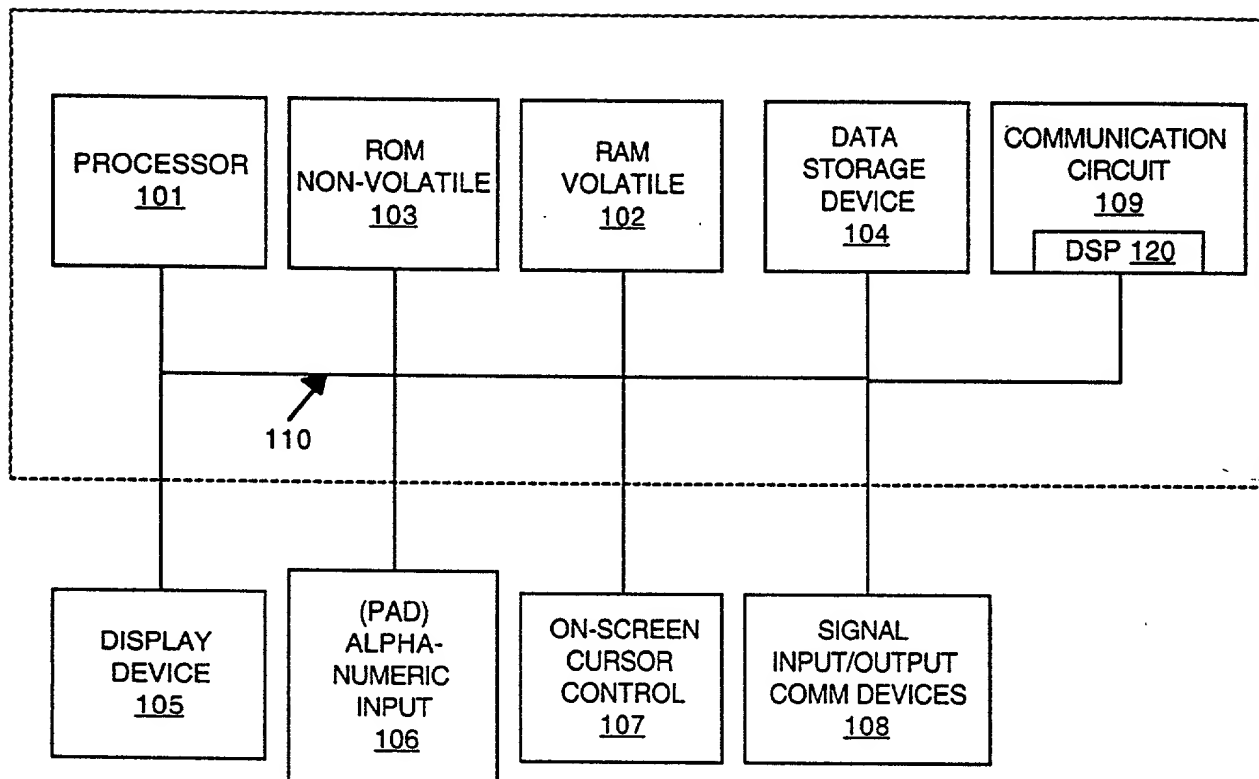 PROCESSOR
101
ROM
NON-VOLATILE
103
RAM
VOLATILE
102
DATA
STORAGE
DEVICE
104
COMMUNICATION
CIRCUIT
109
DSP 120
110
DISPLAY
DEVICE
105
(PAD)
ALPHA-
NUMERIC
INPUT
106
ON-SCREEN
CURSOR
CONTROL
107
SIGNAL
INPUT/OUTPUT
COMM DEVICES
108